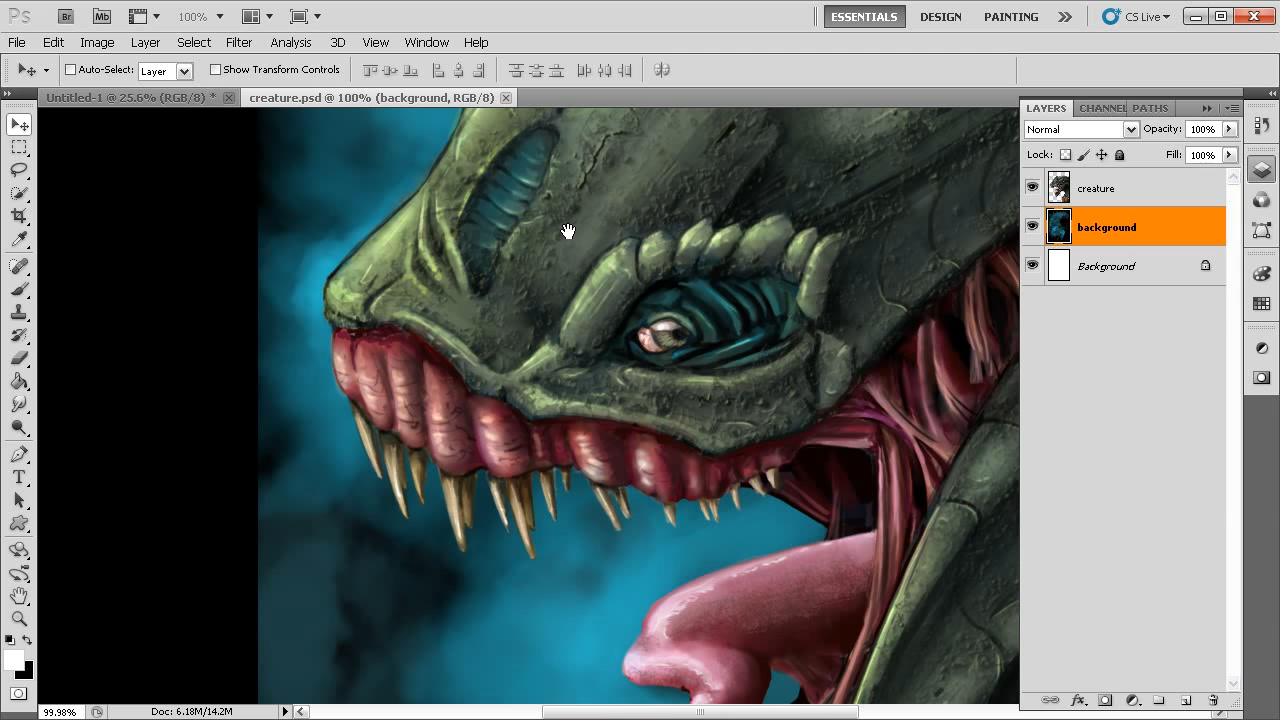 Ps Br Mb 100% ESSENTIALS DESIGN PAINTING CS Live
File Edit Image Layer Select Filter Analysis 3D View Window Help
Auto-Select: Layer Show Transform Controls
Untitled-1 @ 25.6% (RGB/8) * creature.psd @ 100% (background, RGB/8)
LAYERS CHANNEL PATHS
Normal Opacity: 100%
Lock: Fill: 100%
creature
background
Background
99.98% Doc: 6.18M/14.2M